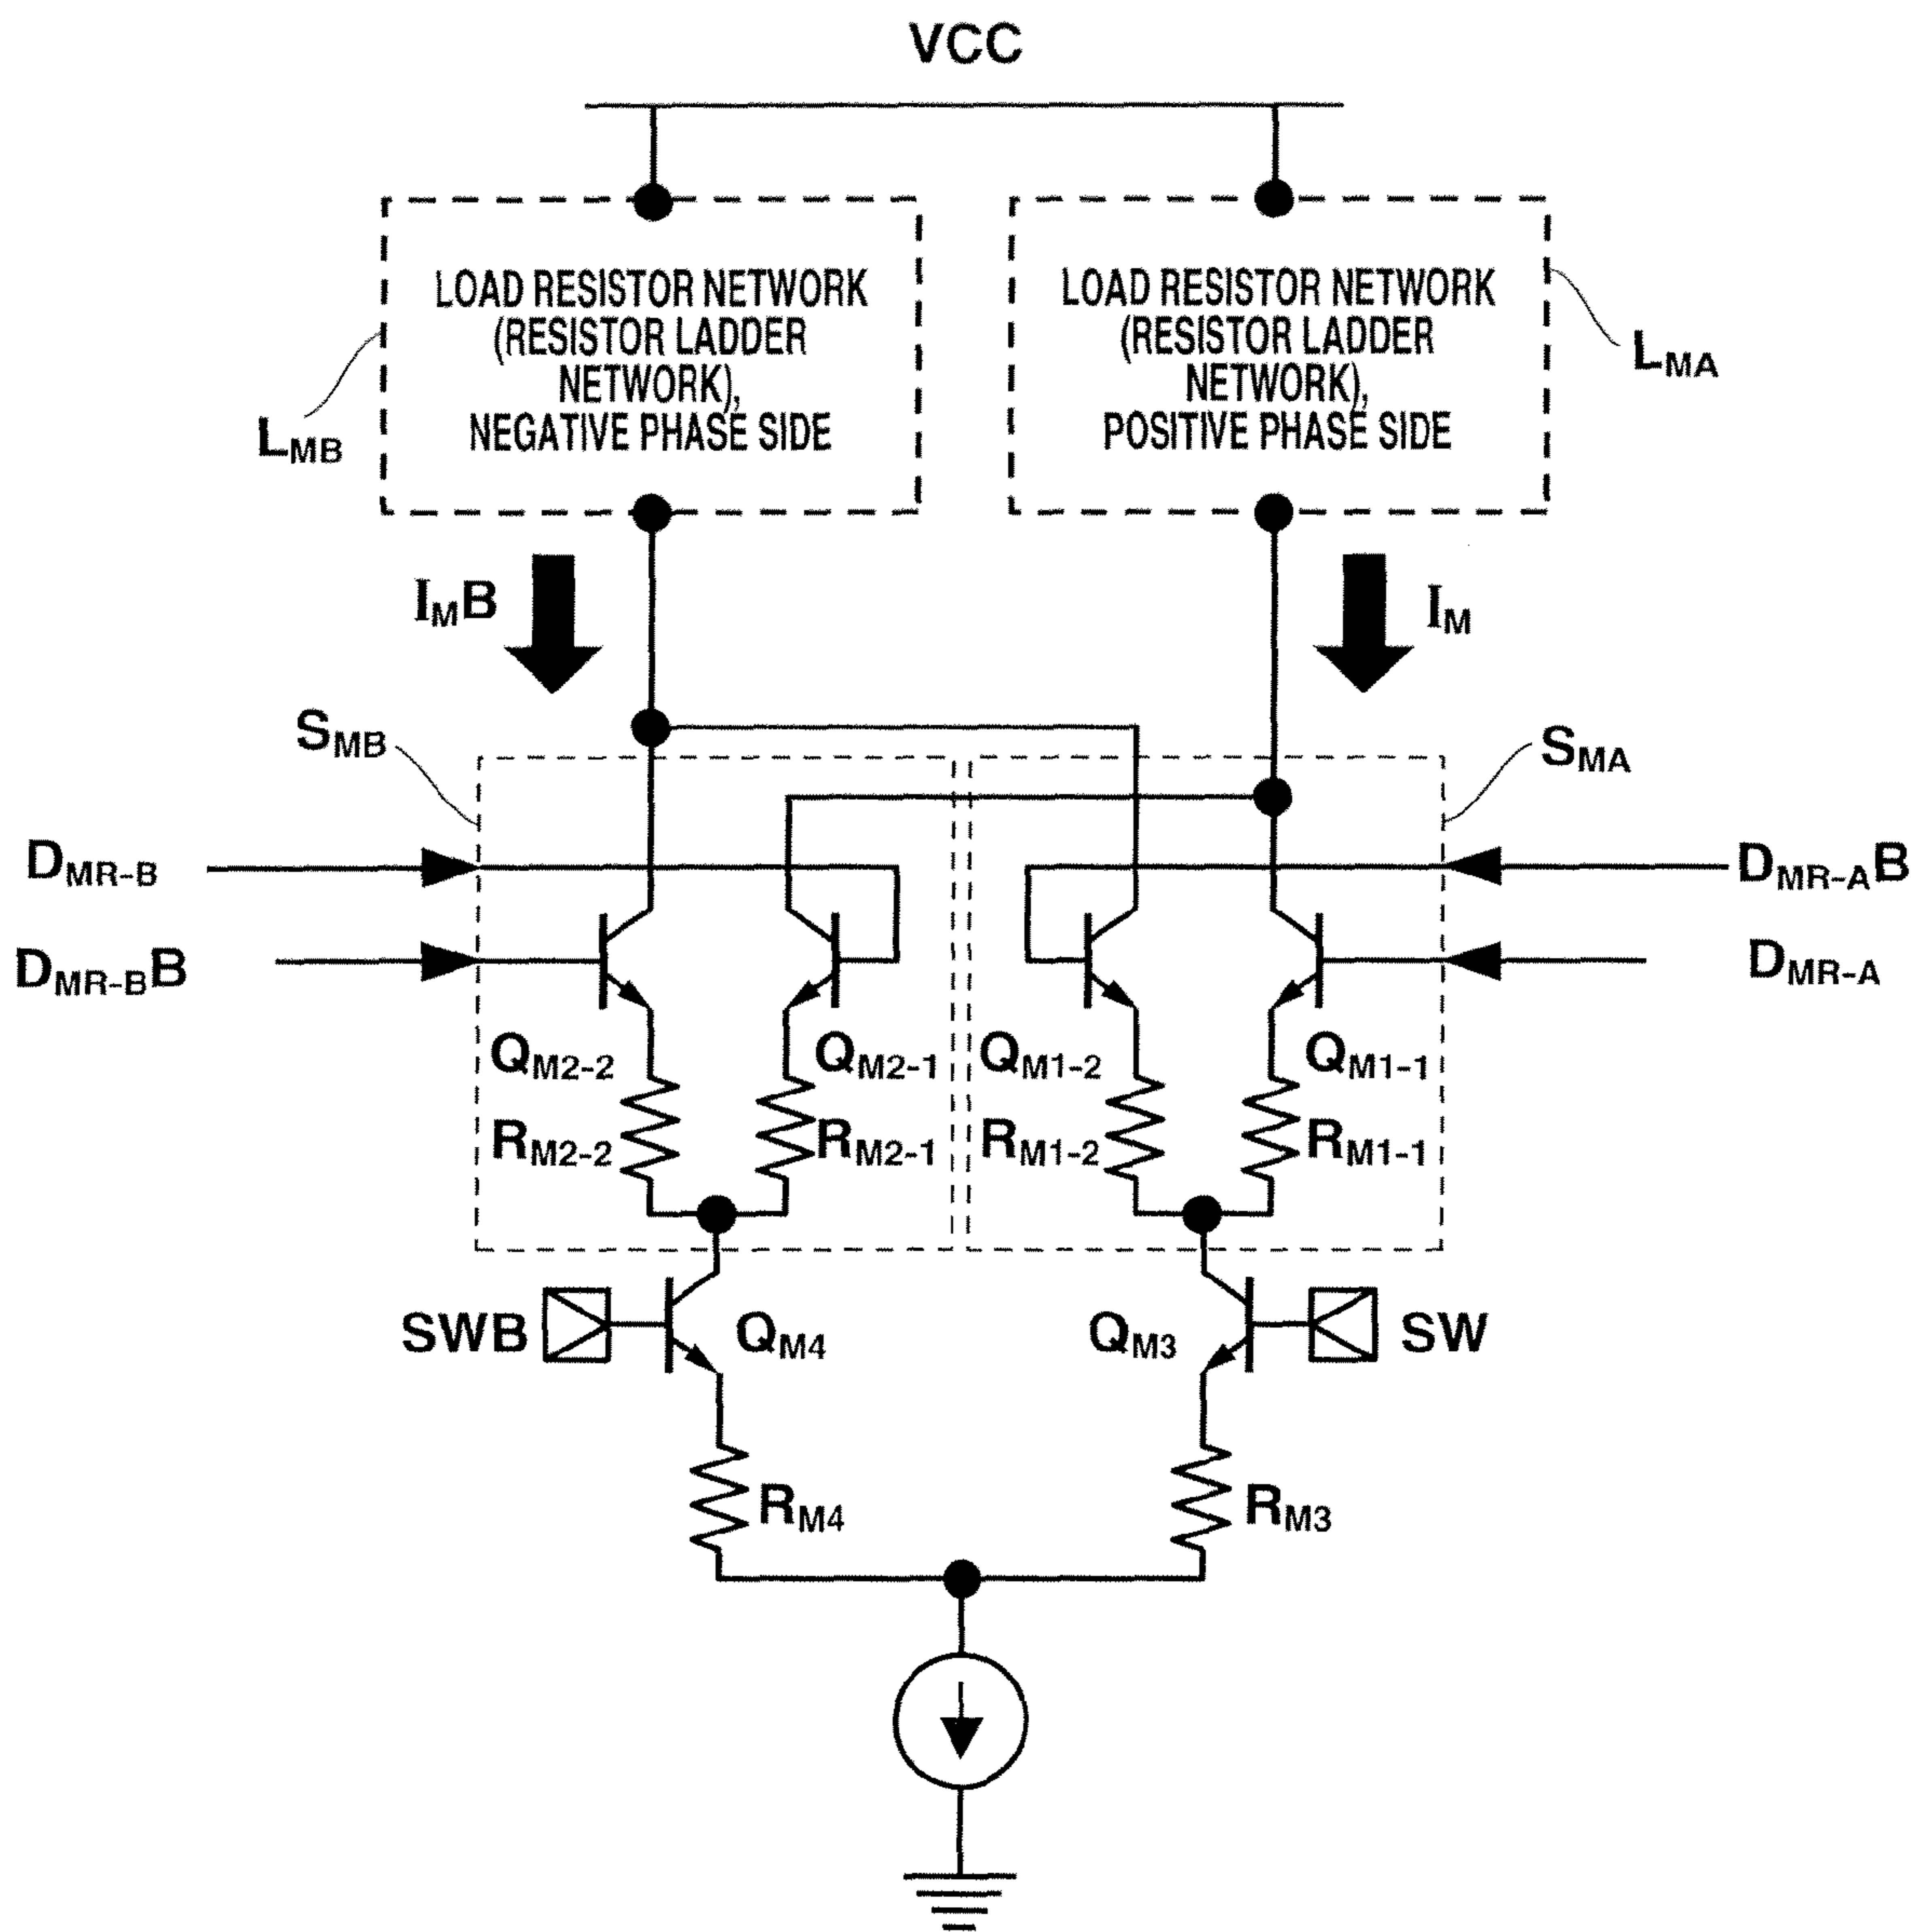 VCC
LOAD RESISTOR NETWORK
(RESISTOR LADDER
NETWORK),
NEGATIVE PHASE SIDE
LOAD RESISTOR NETWORK
(RESISTOR LADDER
NETWORK),
POSITIVE PHASE SIDE
LMA
LMB
IMB
IM
SMB
SMA
DMR-B
DMR-AB
DMR-BB
DMR-A
QM2-2
QM2-1
QM1-2
QM1-1
RM2-2
RM2-1
RM1-2
RM1-1
SWB
QM4
QM3
SW
RM4
RM3